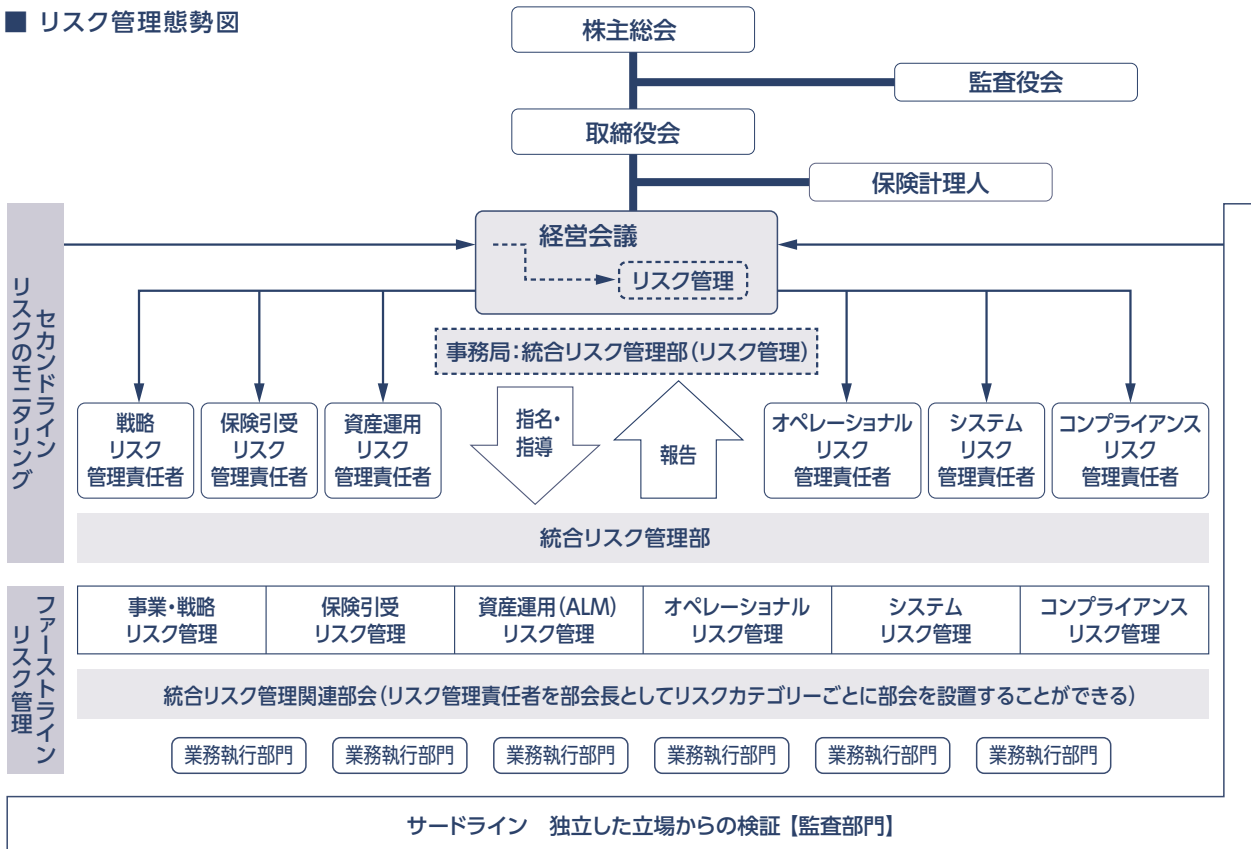 ■ リスク管理態勢図
株主総会
監査役会
取締役会
保険計理人
経営会議
リスク管理
事務局：統合リスク管理部（リスク管理）
セカンドライン
リスクのモニタリング
戦略
リスク
管理責任者
保険引受
リスク
管理責任者
資産運用
リスク
管理責任者
指名・
指導
報告
オペレーショナル
リスク
管理責任者
システム
リスク
管理責任者
コンプライアンス
リスク
管理責任者
統合リスク管理部
ファーストライン
リスク管理
事業・戦略
リスク管理
保険引受
リスク管理
資産運用（ALM）
リスク管理
オペレーショナル
リスク管理
システム
リスク管理
コンプライアンス
リスク管理
統合リスク管理関連部会（リスク管理責任者を部会長としてリスクカテゴリーごとに部会を設置することができる）
業務執行部門
業務執行部門
業務執行部門
業務執行部門
業務執行部門
業務執行部門
サードライン　独立した立場からの検証【監査部門】